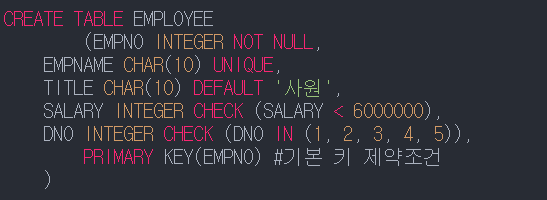 CREATE TABLE EMPLOYEE
(EMPNO INTEGER NOT NULL,
EMPNAME CHAR(10) UNIQUE,
TITLE CHAR(10) DEFAULT '사원',
SALARY INTEGER CHECK (SALARY < 6000000),
DNO INTEGER CHECK (DNO IN (1, 2, 3, 4, 5)),
PRIMARY KEY(EMPNO) #기본 키 제약조건
)